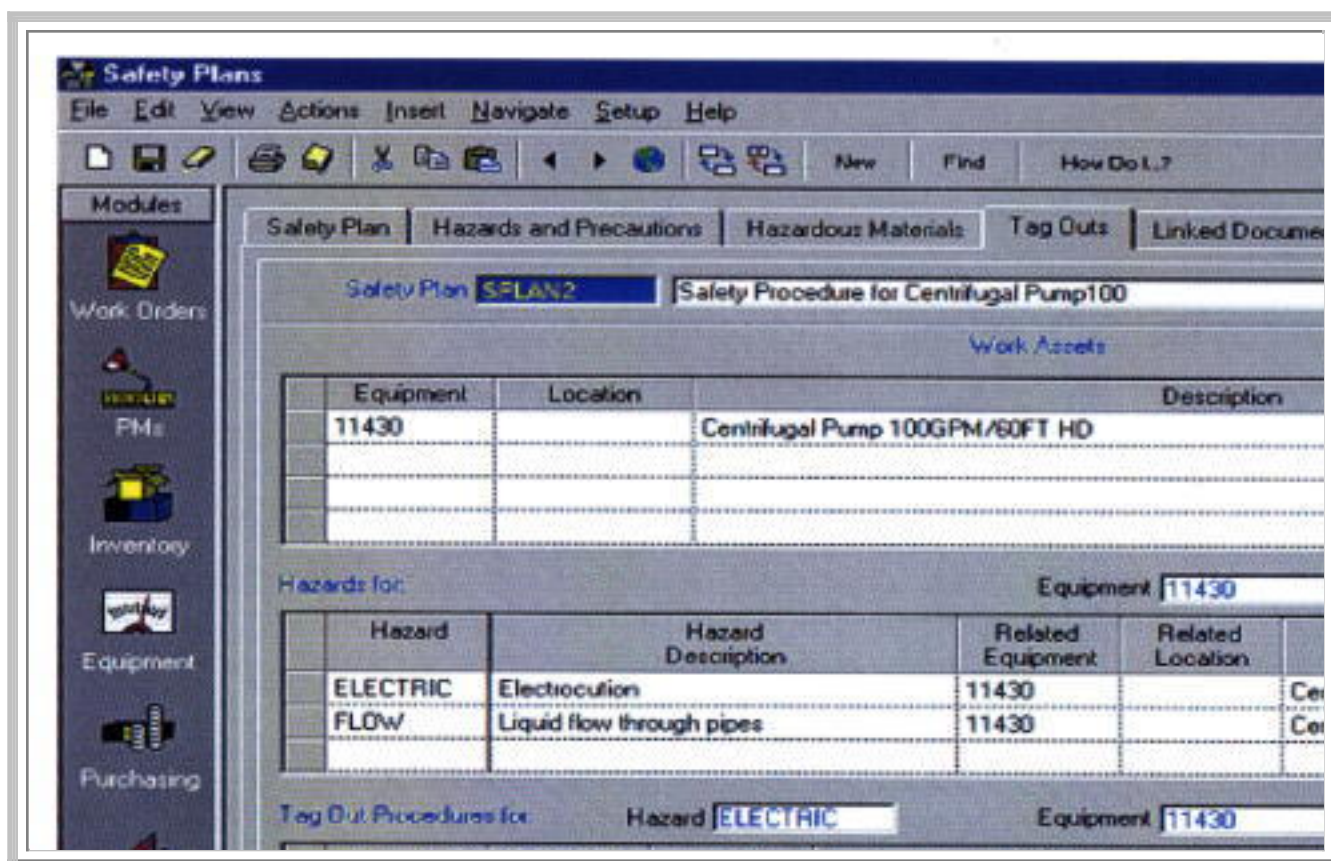 Safety Plans
File Edit View Actions Insert Navigate Setup Help
New Find How Do I..?
Modules
Safety Plan Hazards and Precautions Hazardous Materials Tag Outs Linked Docume
Safety Plan SPLAN2 Safety Procedure for Centrifugal Pump100
Work Orders
Work Assets
Equipment Location Description
PMs
11430 Centrifugal Pump 100GPM/60FT HD
Inventory
Hazards for: Equipment 11430
Hazard Hazard Description Related Equipment Related Location
Equipment
ELECTRIC Electrocution 11430 Ce
FLOW Liquid flow through pipes 11430 Ce
Purchasing
Tag Out Procedures for: Hazard ELECTRIC Equipment 11430